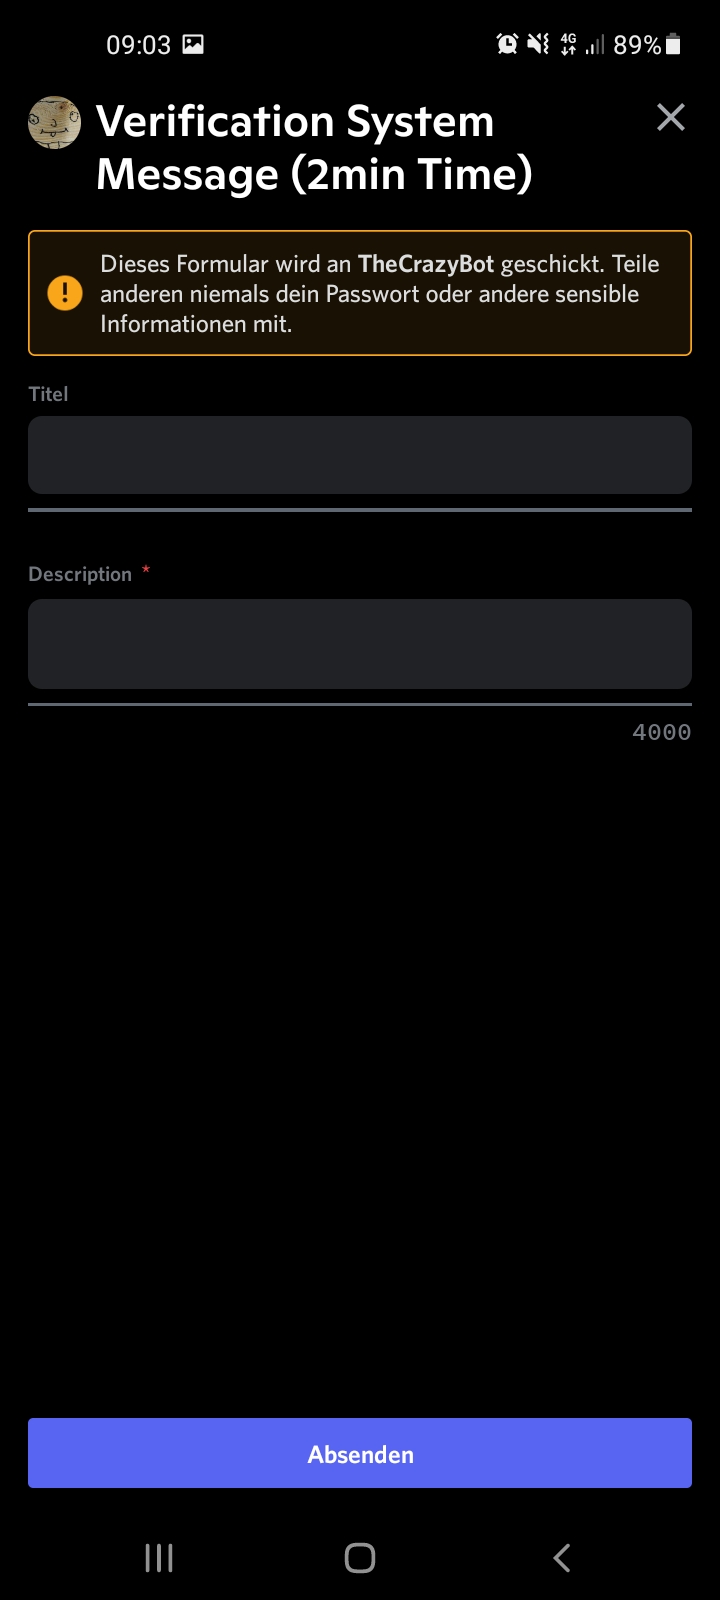 09:03
4G
89%
Verification System
Message (2min Time)
Dieses Formular wird an TheCrazyBot geschickt. Teile
anderen niemals dein Passwort oder andere sensible
Informationen mit.
Titel
Description *
4000
Absenden